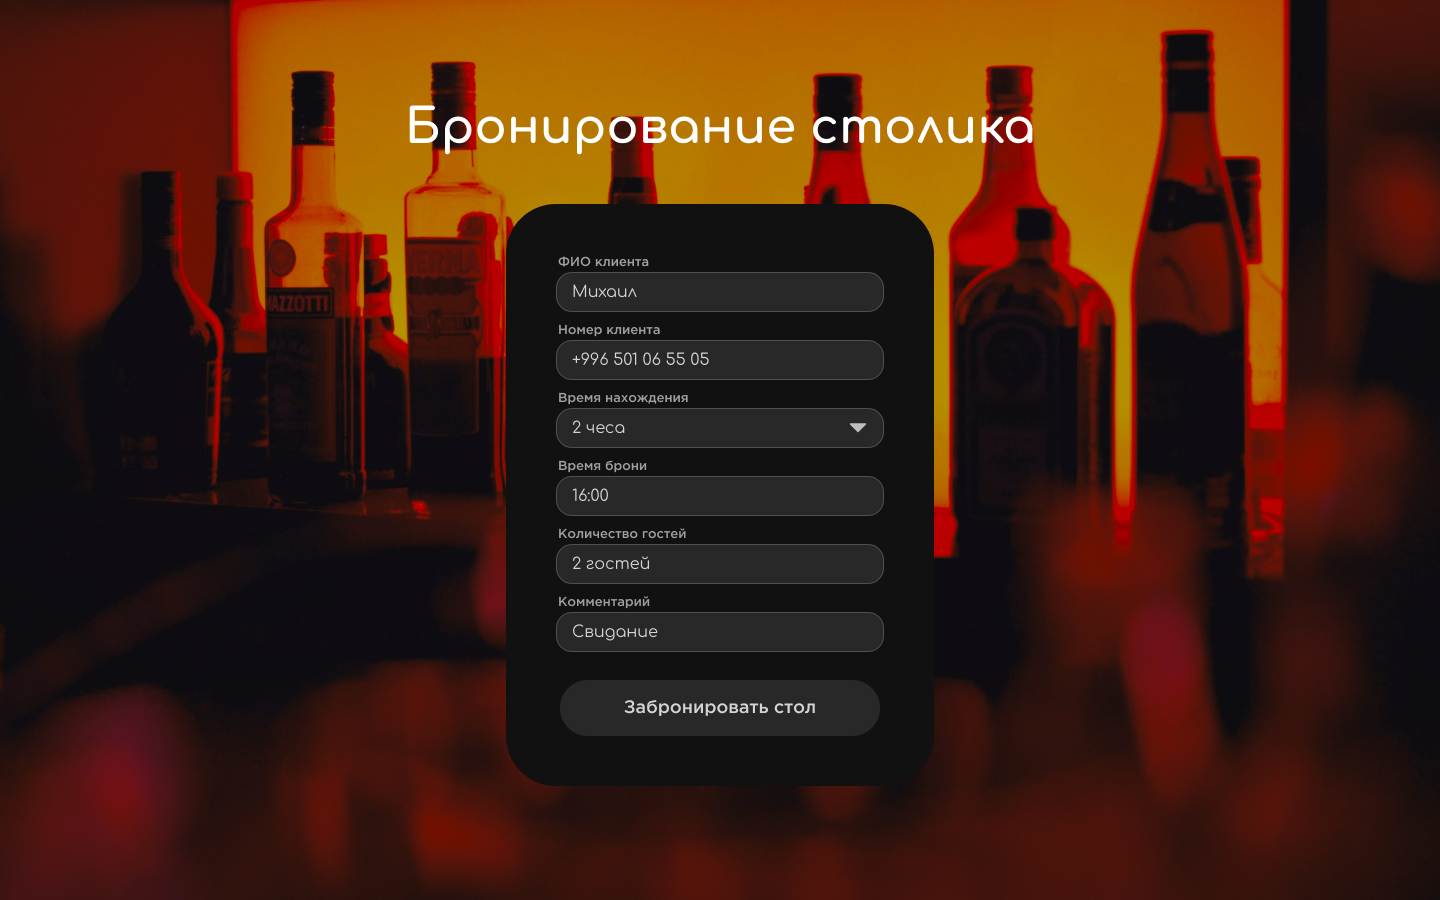 Бронирование столика
ФИО клиента
Михаил
Номер клиента
+996 501 06 55 05
Время нахождения
2 чеса
Время брони
16:00
Количество гостей
2 гостей
Комментарий
Свидание
Забронировать стол
MAZZOTTI